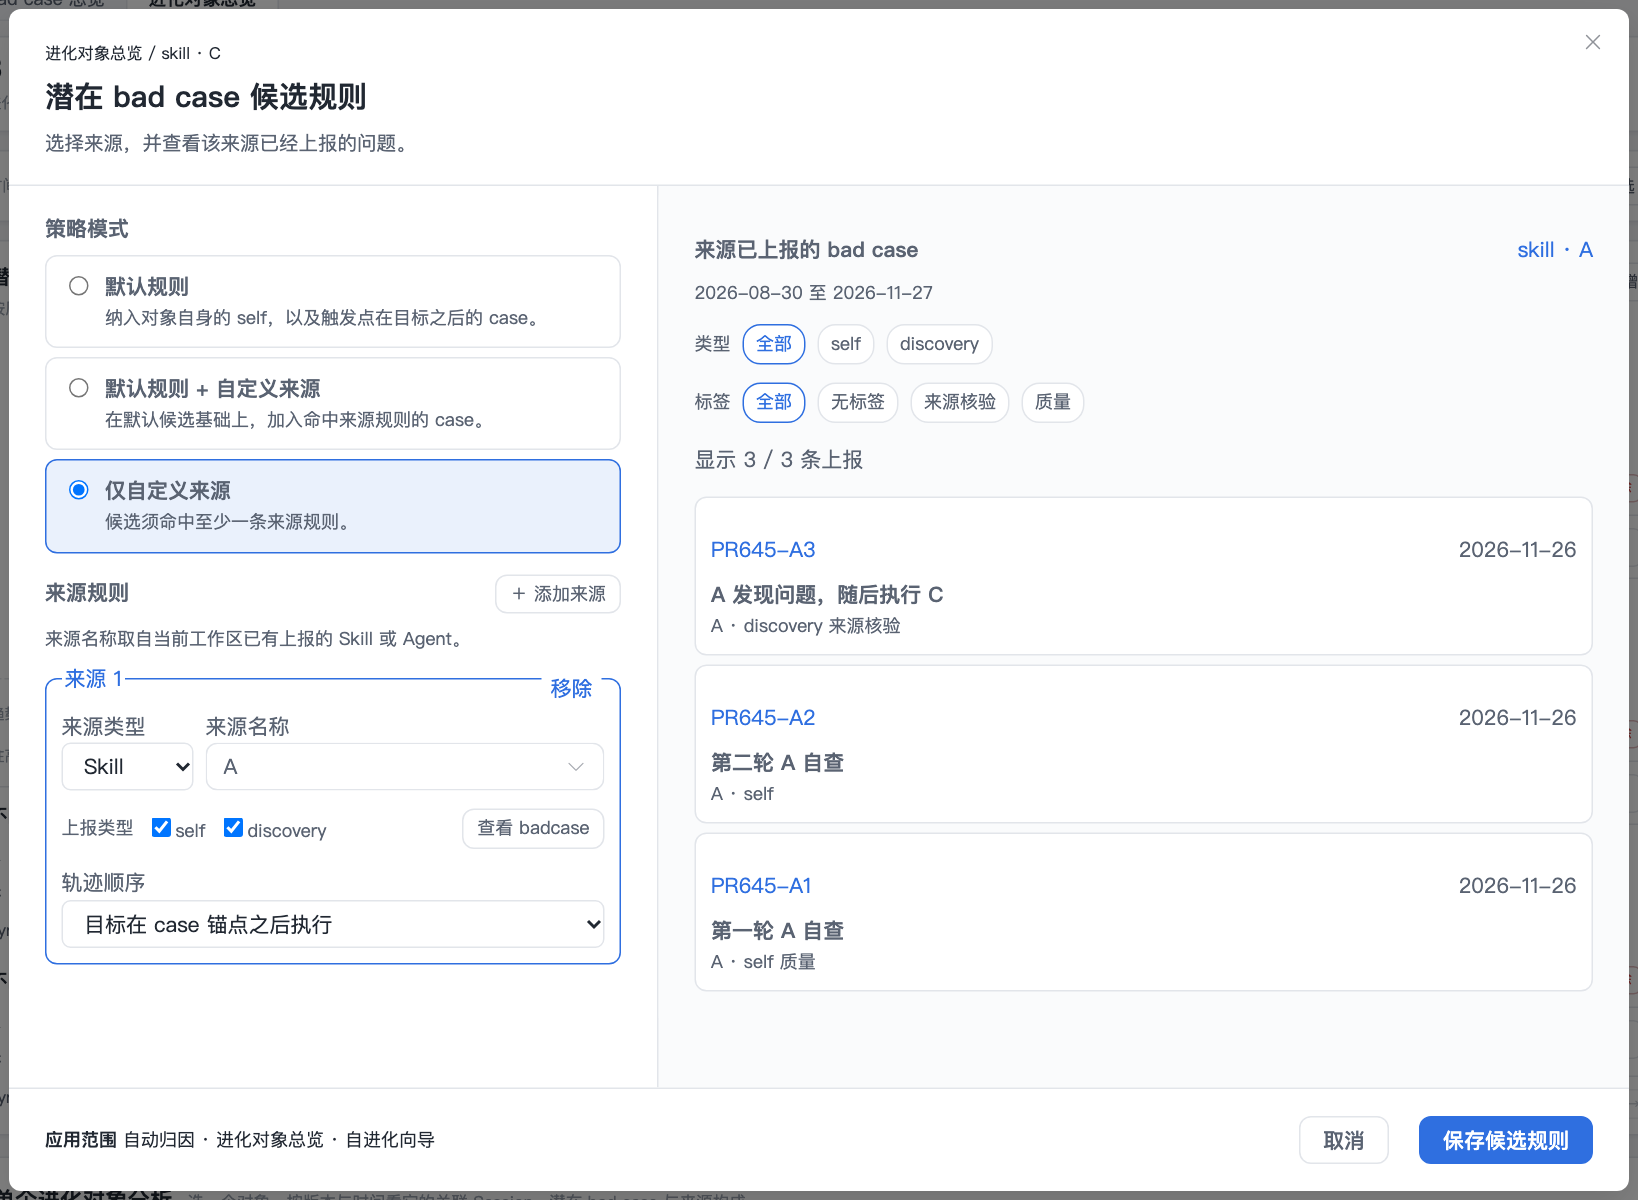 进化对象总览 / skill · C
潜在 bad case 候选规则
选择来源，并查看该来源已经上报的问题。
策略模式
默认规则
纳入对象自身的 self，以及触发点在目标之后的 case。
默认规则 + 自定义来源
在默认候选基础上，加入命中来源规则的 case。
仅自定义来源
候选须命中至少一条来源规则。
来源规则
+ 添加来源
来源名称取自当前工作区已有上报的 Skill 或 Agent。
来源 1
移除
来源类型 来源名称
Skill A
上报类型 self discovery 查看 badcase
轨迹顺序
目标在 case 锚点之后执行
来源已上报的 bad case skill · A
2026-08-30 至 2026-11-27
类型 全部 self discovery
标签 全部 无标签 来源核验 质量
显示 3 / 3 条上报
PR645-A3 2026-11-26
A 发现问题，随后执行 C
A · discovery 来源核验
PR645-A2 2026-11-26
第二轮 A 自查
A · self
PR645-A1 2026-11-26
第一轮 A 自查
A · self 质量
应用范围 自动归因 · 进化对象总览 · 自进化向导
取消 保存候选规则